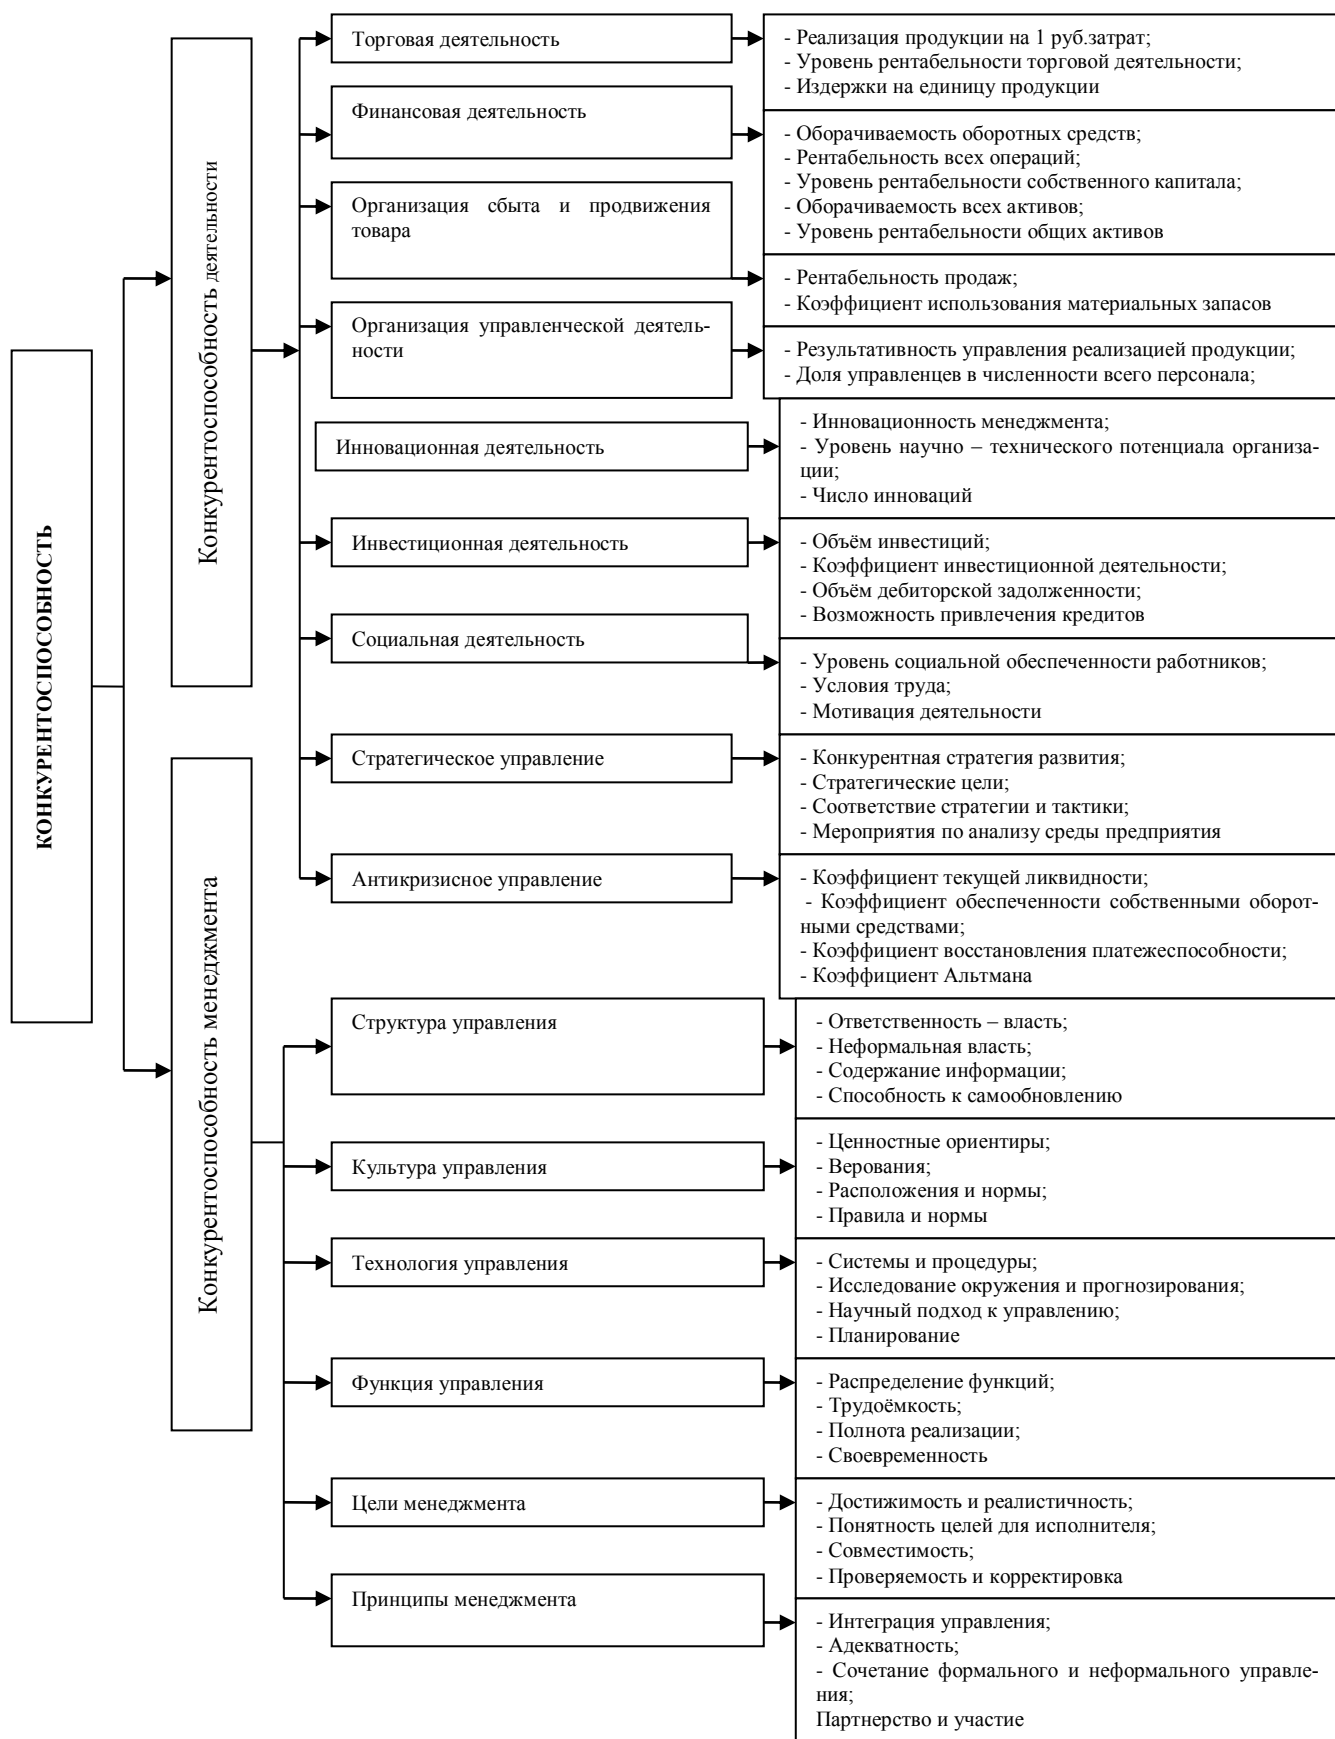 КОНКУРЕНТОСПОСОБНОСТЬ
Конкурентоспособность деятельности
Торговая деятельность
- Реализация продукции на 1 руб.затрат;
- Уровень рентабельности торговой деятельности;
- Издержки на единицу продукции
Финансовая деятельность
- Оборачиваемость оборотных средств;
- Рентабельность всех операций;
- Уровень рентабельности собственного капитала;
- Оборачиваемость всех активов;
- Уровень рентабельности общих активов
Организация сбыта и продвижения
товара
- Рентабельность продаж;
- Коэффициент использования материальных запасов
Организация управленческой деятель-
ности
- Результативность управления реализацией продукции;
- Доля управленцев в численности всего персонала;
Инновационная деятельность
- Инновационность менеджмента;
- Уровень научно – технического потенциала организа-
ции;
- Число инноваций
Инвестиционная деятельность
- Объём инвестиций;
- Коэффициент инвестиционной деятельности;
- Объём дебиторской задолженности;
- Возможность привлечения кредитов
Социальная деятельность
- Уровень социальной обеспеченности работников;
- Условия труда;
- Мотивация деятельности
Стратегическое управление
- Конкурентная стратегия развития;
- Стратегические цели;
- Соответствие стратегии и тактики;
- Мероприятия по анализу среды предприятия
Антикризисное управление
- Коэффициент текущей ликвидности;
- Коэффициент обеспеченности собственными оборот-
ными средствами;
- Коэффициент восстановления платежеспособности;
- Коэффициент Альтмана
Конкурентоспособность менеджмента
Структура управления
- Ответственность – власть;
- Неформальная власть;
- Содержание информации;
- Способность к самообновлению
Культура управления
- Ценностные ориентиры;
- Верования;
- Расположения и нормы;
- Правила и нормы
Технология управления
- Системы и процедуры;
- Исследование окружения и прогнозирования;
- Научный подход к управлению;
- Планирование
Функция управления
- Распределение функций;
- Трудоёмкость;
- Полнота реализации;
- Своевременность
Цели менеджмента
- Достижимость и реалистичность;
- Понятность целей для исполнителя;
- Совместимость;
- Проверяемость и корректировка
Принципы менеджмента
- Интеграция управления;
- Адекватность;
- Сочетание формального и неформального управле-
ния;
Партнерство и участие